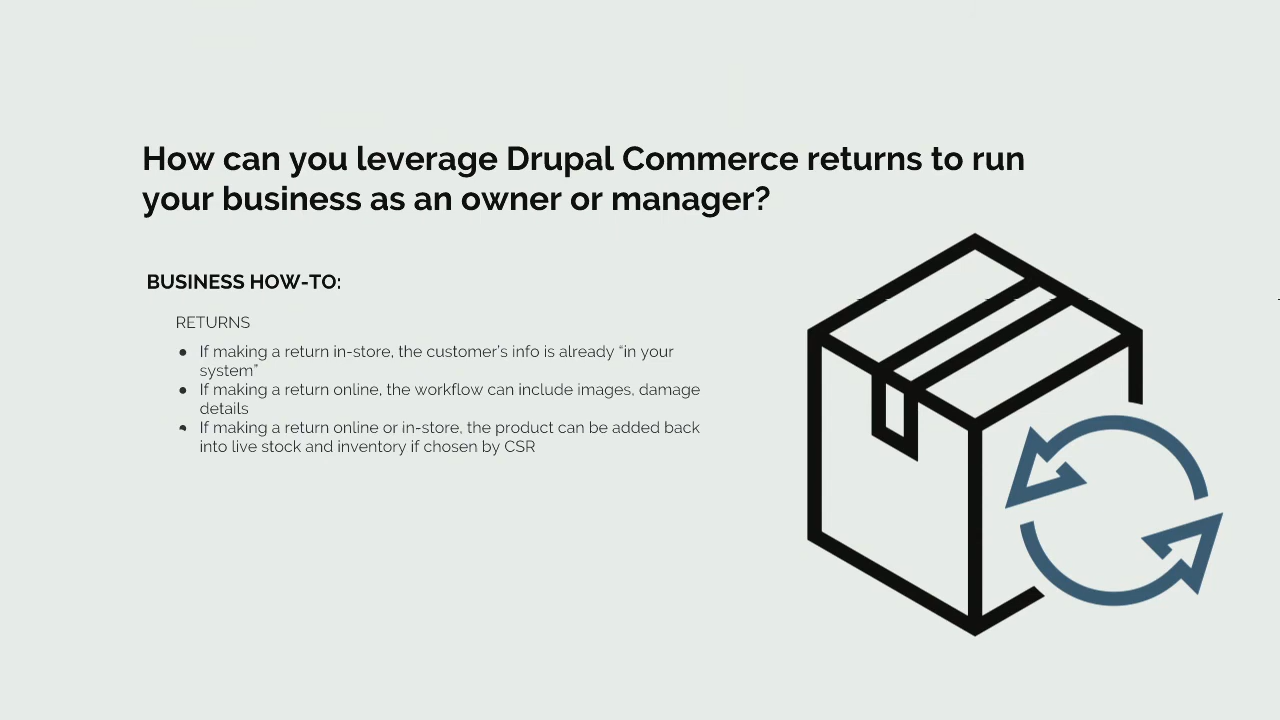 How can you leverage Drupal Commerce returns to run
your business as an owner or manager?
BUSINESS HOW-TO:
RETURNS
● If making a return in-store, the customer’s info is already “in your
system”
● If making a return online, the workflow can include images, damage
details
● If making a return online or in-store, the product can be added back
into live stock and inventory if chosen by CSR